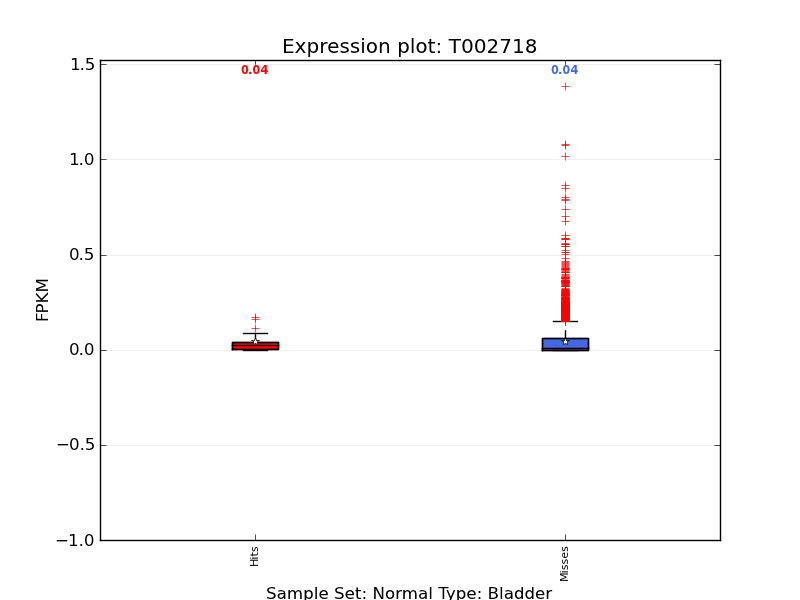 Expression plot: T002718
1.5
0.04
0.04
1.0
0.5
FPKM
0.0
−0.5
−1.0
Hits
Misses
Sample Set: Normal Type: Bladder